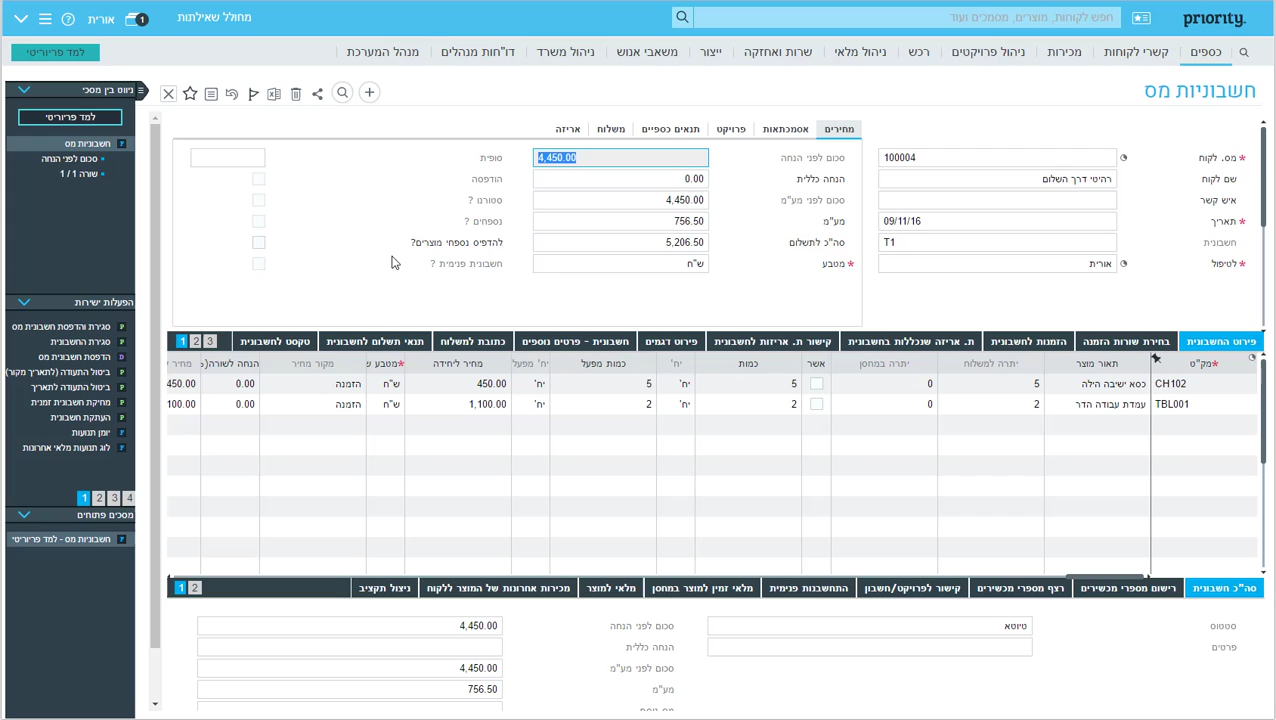 priority.
חפש לקוחות, מוצרים, מסמכים ועוד
מחולל שאילתות
1
אורית
כספים
קשרי לקוחות
מכירות
ניהול פרויקטים
רכש
ניהול מלאי
שרות ואחזקה
ייצור
משאבי אנוש
ניהול משרד
דו"חות מנהלים
מנהל המערכת
למד פריוריטי
חשבוניות מס
ניווט בין מסכי
למד פריוריטי
חשבוניות מס
סכום לפני הנחה
שורה 1 / 1
מחירים
אסמכתאות
פרויקט
תנאים כספיים
משלוח
אריזה
* מס. לקוח
100004
סכום לפני הנחה
4,450.00
סופית
שם לקוח
רהיטי דרך השלום
הנחה כללית
0.00
הודפסה
איש קשר
סכום לפני מע"מ
4,450.00
סטורנו ?
* תאריך
09/11/16
מע"מ
756.50
נספחים ?
חשבונית
T1
סה"כ לתשלום
5,206.50
להדפיס נספחי מוצרים?
* לטיפול
אורית
* מטבע
ש"ח
חשבונית פנימית ?
הפעלות ישירות
סגירת והדפסת חשבונית מס
סגירת החשבונית
הדפסת חשבונית מס
ביטול התעודה (לתאריך מקור)
ביטול התעודה לתאריך
מחיקת חשבונית זמנית
העתקת חשבונית
יומן תנועות
לוג תנועות מלאי אחרונות
1 2 3 4
מסכים פתוחים
חשבוניות מס - למד פריוריטי
פירוט החשבונית
בחירת שורות הזמנה
הזמנות לחשבונית
ת. אריזה שנכללות בחשבונית
קישור ת. אריזות לחשבונית
פירוט דגמים
חשבונית - פרטים נוספים
כתובת למשלוח
תנאי תשלום לחשבונית
טקסט לחשבונית
1 2 3
*מק"ט
תאור מוצר
יתרה למשלוח
יתרה במחסן
אשר
כמות
יח'
כמות מפעל
יח' מפעל
מחיר ליחידה
*מטבע
מקור מחיר
הנחה לשורה(%
CH102
כסא ישיבה הילה
5
0
5
יח'
5
יח'
450.00
ש"ח
הזמנה
0.00
450.00
TBL001
עמדת עבודה הדר
2
0
2
יח'
2
יח'
1,100.00
ש"ח
הזמנה
0.00
100.00
סה"כ חשבונית
רישום מספרי מכשירים
רצף מספרי מכשירים
קישור לפרויקט/חשבון
התחשבנות פנימית
מלאי זמין למוצר במחסן
מלאי למוצר
מכירות אחרונות של המוצר ללקוח
ניצול תקציב
1 2
סטטוס
טיוטא
סכום לפני הנחה
4,450.00
פרטים
הנחה כללית
סכום לפני מע"מ
4,450.00
מע"מ
756.50